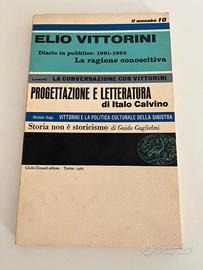 Il menabò 10
ELIO VITTORINI
Diario in pubblico: 1961-1965
La ragione conoscitiva
Leonetti LA CONVERSAZIONE CON VITTORINI
PROGETTAZIONE E LETTERATURA
di Italo Calvino
Michele Rago VITTORINI E LA POLITICA CULTURALE DELLA SINISTRA
Storia non è storicismo di Guido Guglielmi
Giulio Einaudi editore Torino 1967
subito